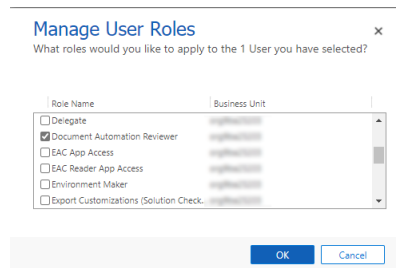 Manage User Roles
What roles would you like to apply to the 1 User you have selected?
Role Name Business Unit
Delegate
Document Automation Reviewer
EAC App Access
EAC Reader App Access
Environment Maker
Export Customizations (Solution Check..
OK Cancel